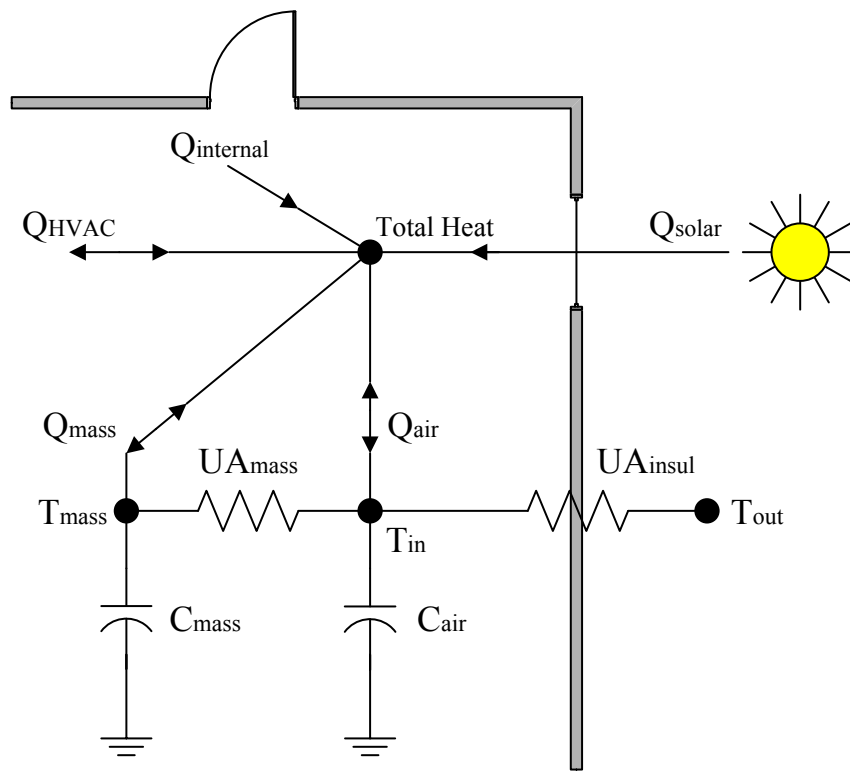 Qinternal
QHVAC
Total Heat
Qsolar
Qmass
Qair
UAmass
UAinsul
Tmass
Tin
Tout
Cmass
Cair